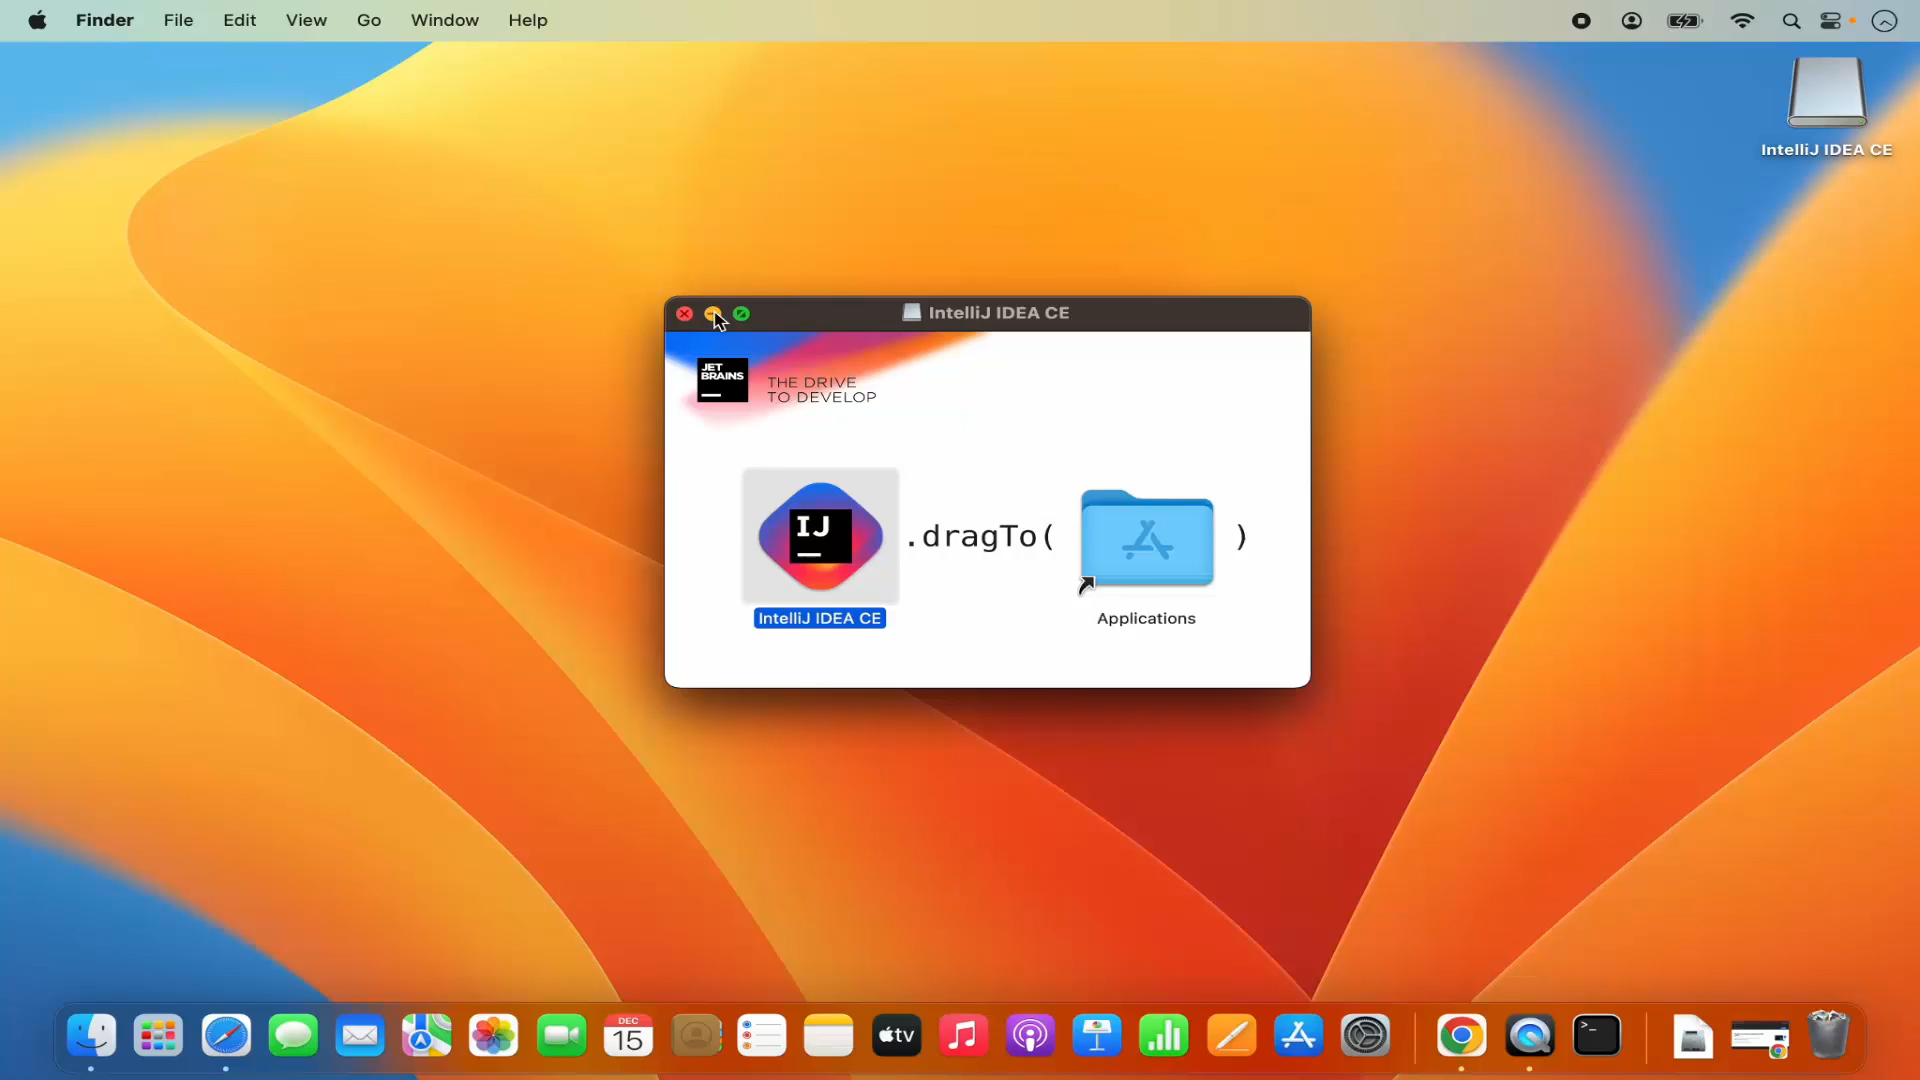 Finder File Edit View Go Window Help
IntelliJ IDEA CE
IntelliJ IDEA CE
JET
BRAINS
THE DRIVE
TO DEVELOP
IJ
.dragTo( )
IntelliJ IDEA CE
Applications
DEC
15
tv
>_